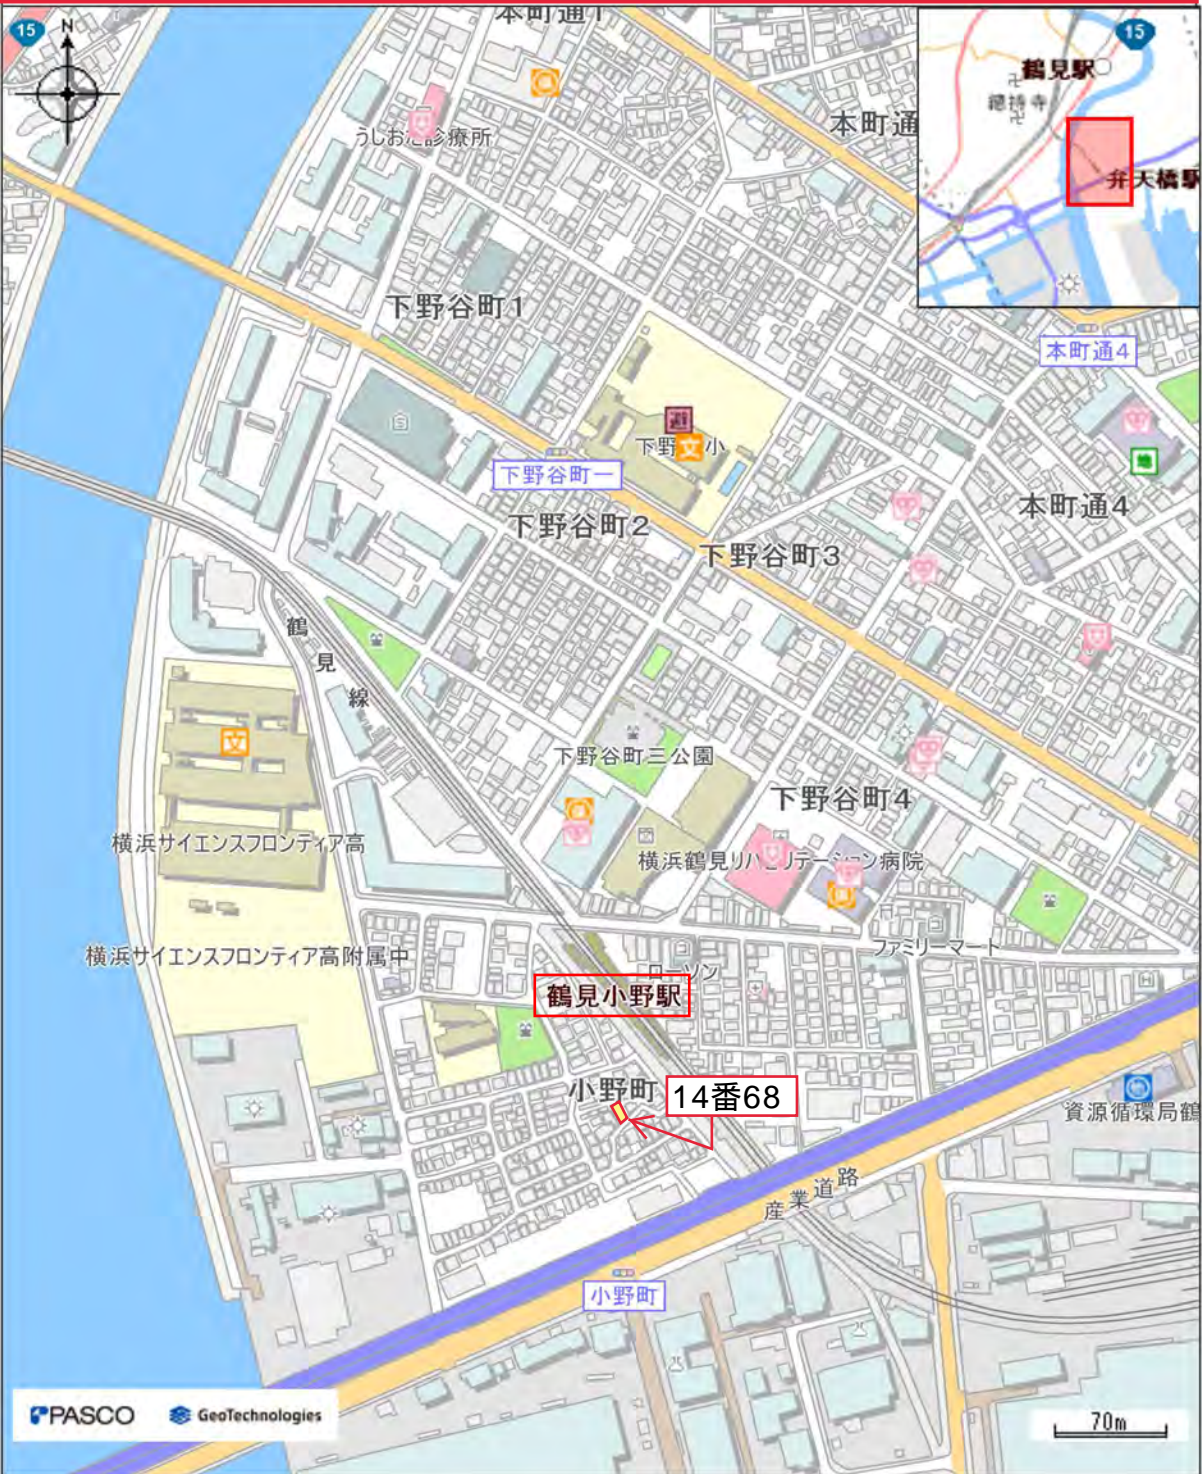 15
N
本町通1
15
鶴見駅
總持寺
弁天橋駅
うしおだ診療所
本町通
下野谷町1
本町通4
下野
文
小
避
下野谷町一
下野谷町2
本町通4
下野谷町3
鶴見線
文
下野谷町三公園
下野谷町4
横浜サイエンスフロンティア高
横浜鶴見リハビリテーション病院
横浜サイエンスフロンティア高附属中
ファミリーマート
ローソン
鶴見小野駅
小野町
14番68
資源循環局鶴
産業道路
小野町
PASCO
GeoTechnologies
70m